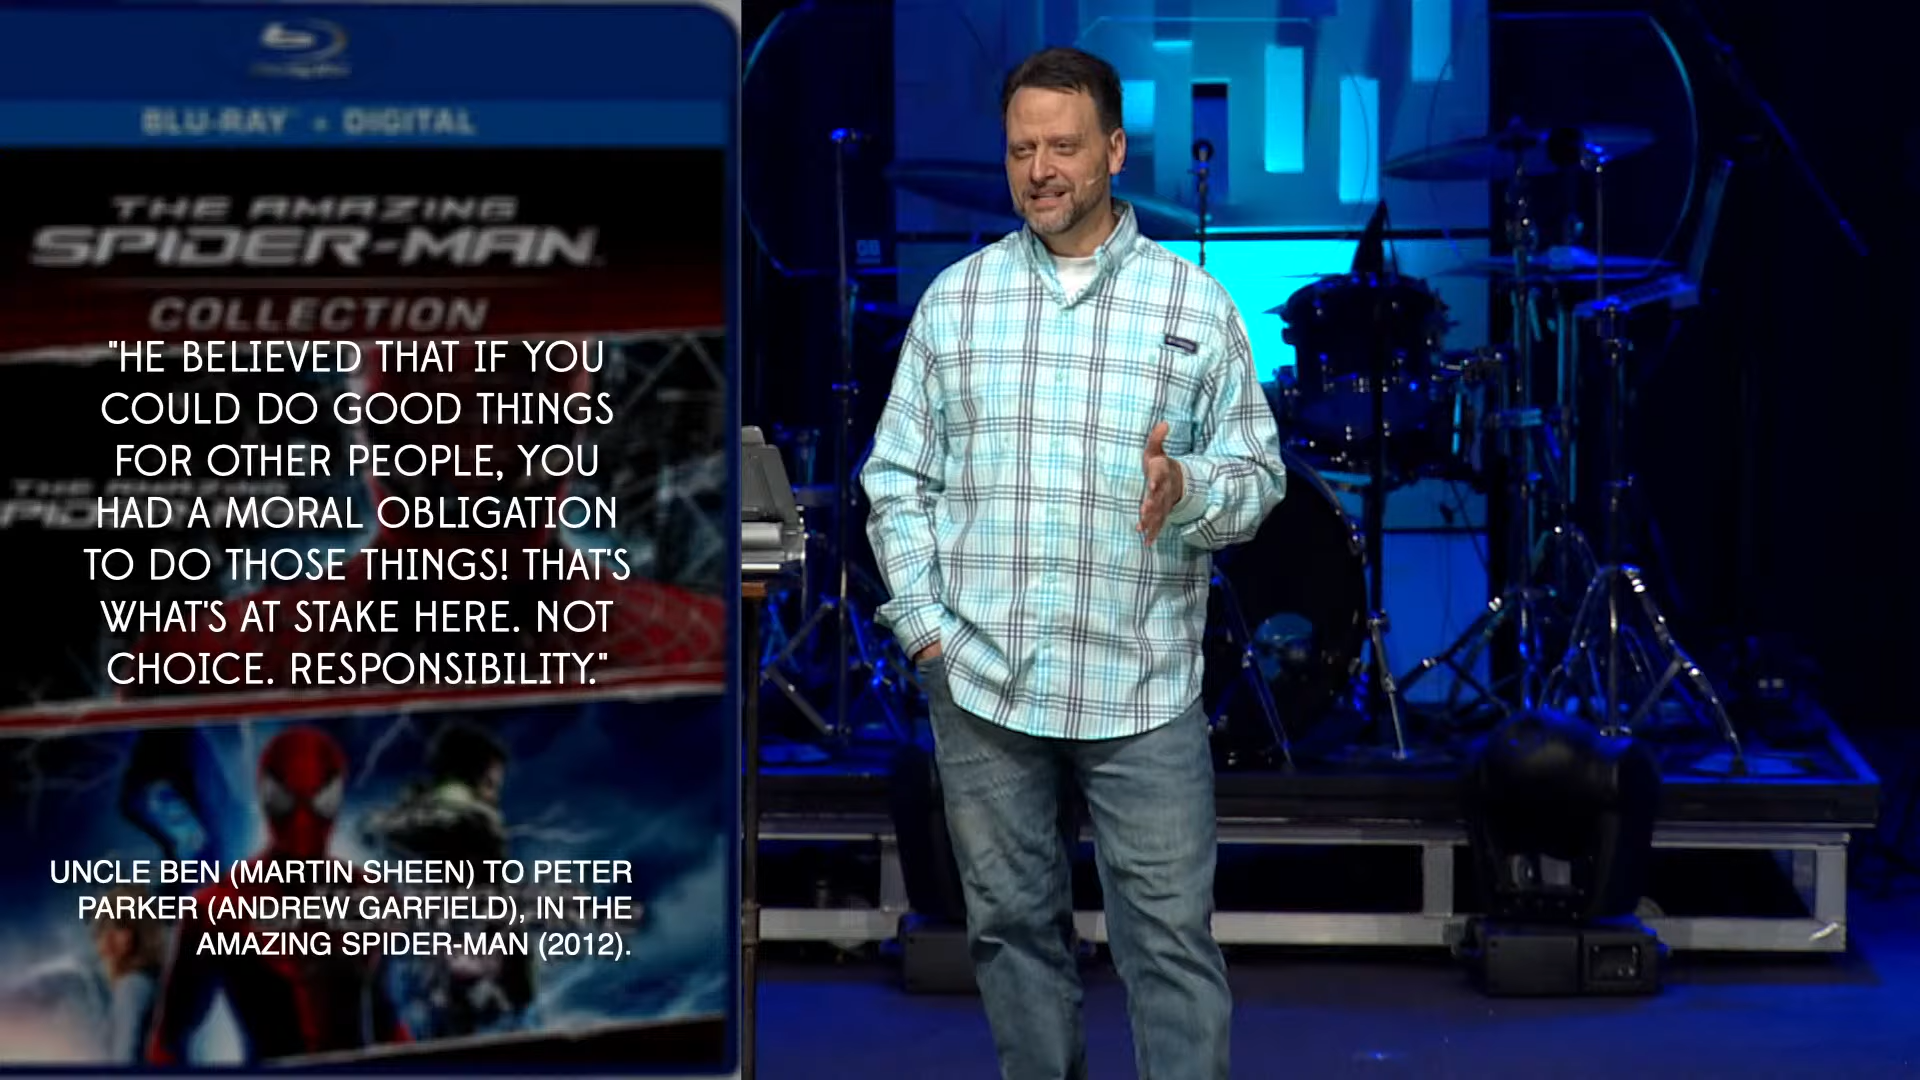 BLU-RAY • DIGITAL
THE AMAZING
SPIDER-MAN
COLLECTION
"HE BELIEVED THAT IF YOU
COULD DO GOOD THINGS
FOR OTHER PEOPLE, YOU
HAD A MORAL OBLIGATION
TO DO THOSE THINGS! THAT'S
WHAT'S AT STAKE HERE. NOT
CHOICE. RESPONSIBILITY."
UNCLE BEN (MARTIN SHEEN) TO PETER
PARKER (ANDREW GARFIELD), IN THE
AMAZING SPIDER-MAN (2012).